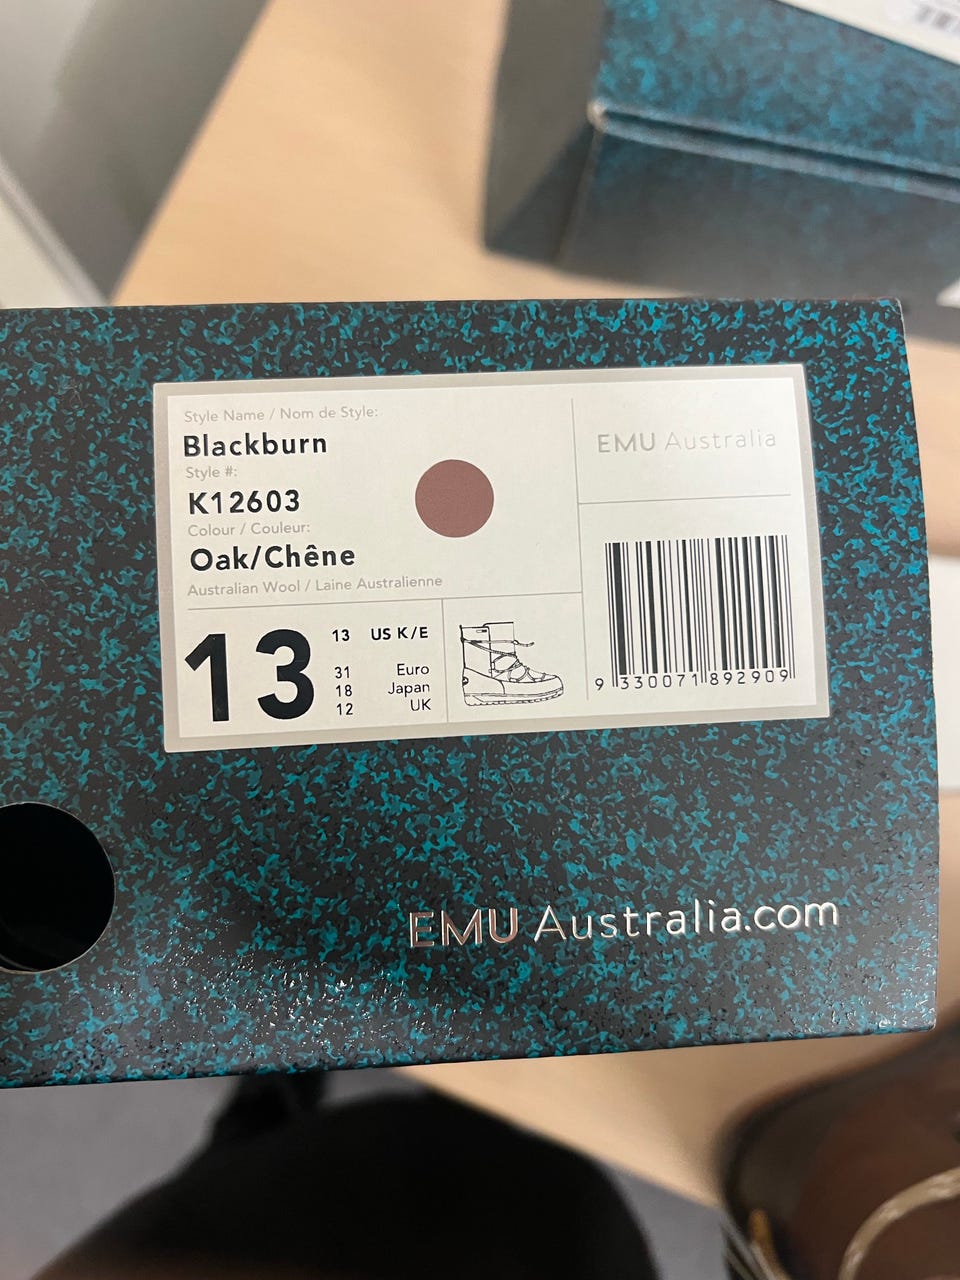 Style Name / Nom de Style:
Blackburn
Style #:
K12603
Colour / Couleur:
Oak/Chêne
Australian Wool / Laine Australienne
13
13 US K/E
31 Euro
18 Japan
12 UK
EMU Australia
9 330071 892909
EMU Australia.com